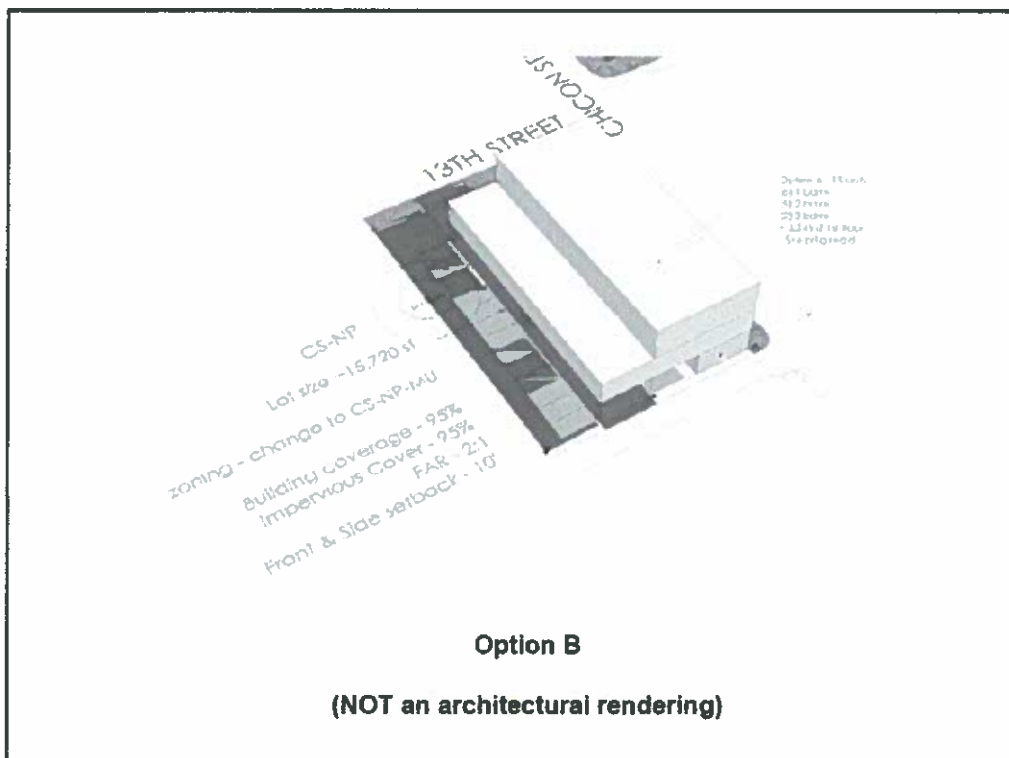 CHICON ST
13TH STREET
CS-NP
Lot size - 15,720 sf
zoning - change to CS-NP-MU
Building Coverage - 95%
Impervious Cover - 95%
FAR - 2:1
Front & Side setback - 10'
Option B
(NOT an architectural rendering)